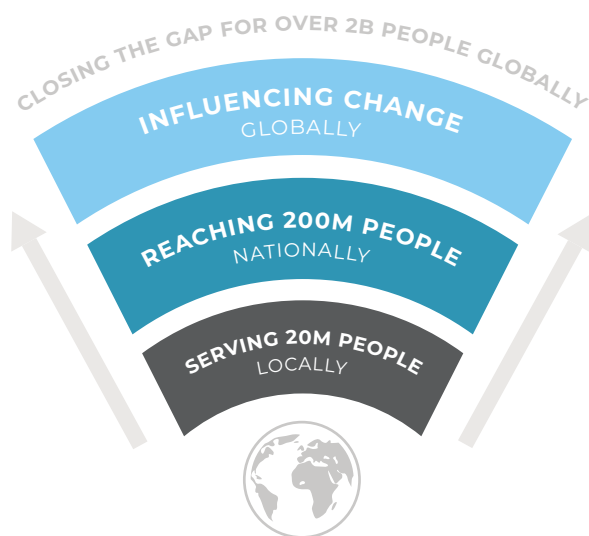 CLOSING THE GAP FOR OVER 2B PEOPLE GLOBALLY
INFLUENCING CHANGE
GLOBALLY
REACHING 200M PEOPLE
NATIONALLY
SERVING 20M PEOPLE
LOCALLY